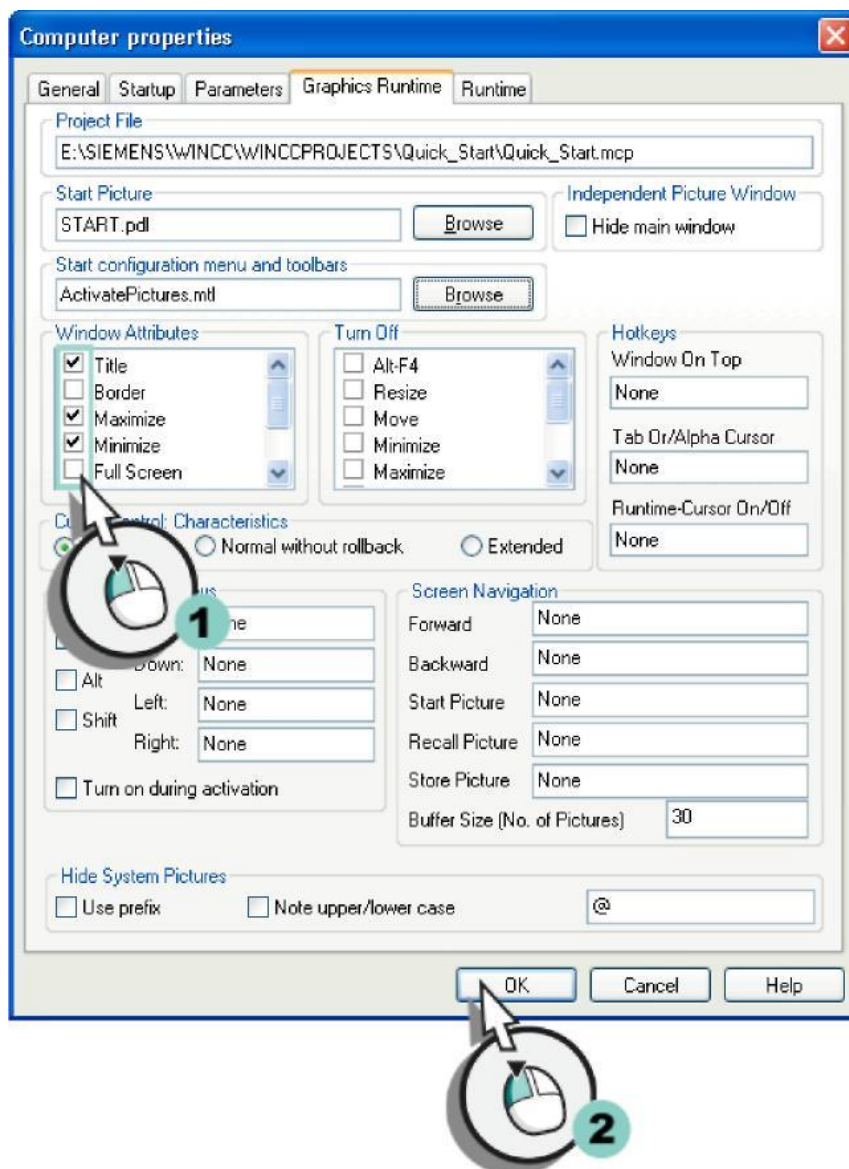 Computer properties
General Startup Parameters Graphics Runtime Runtime
Project File
E:\SIEMENS\WINCC\WINCCPROJECTS\Quick_Start\Quick_Start.mcp
Start Picture Independent Picture Window
START.pdl Browse Hide main window
Start configuration menu and toolbars
ActivatePictures.mtl Browse
Window Attributes Turn Off Hotkeys
Title Alt-F4 Window On Top
Border Resize None
Maximize Move
Minimize Minimize Tab Or/Alpha Cursor
Full Screen Maximize None
Runtime-Cursor On/Off
Characteristics None
Normal without rollback Extended
1
Screen Navigation
Forward None
Down: None Backward None
Alt
Left: None Start Picture None
Shift
Right: None Recall Picture None
Turn on during activation Store Picture None
Buffer Size (No. of Pictures) 30
Hide System Pictures
Use prefix Note upper/lower case @
OK Cancel Help
2